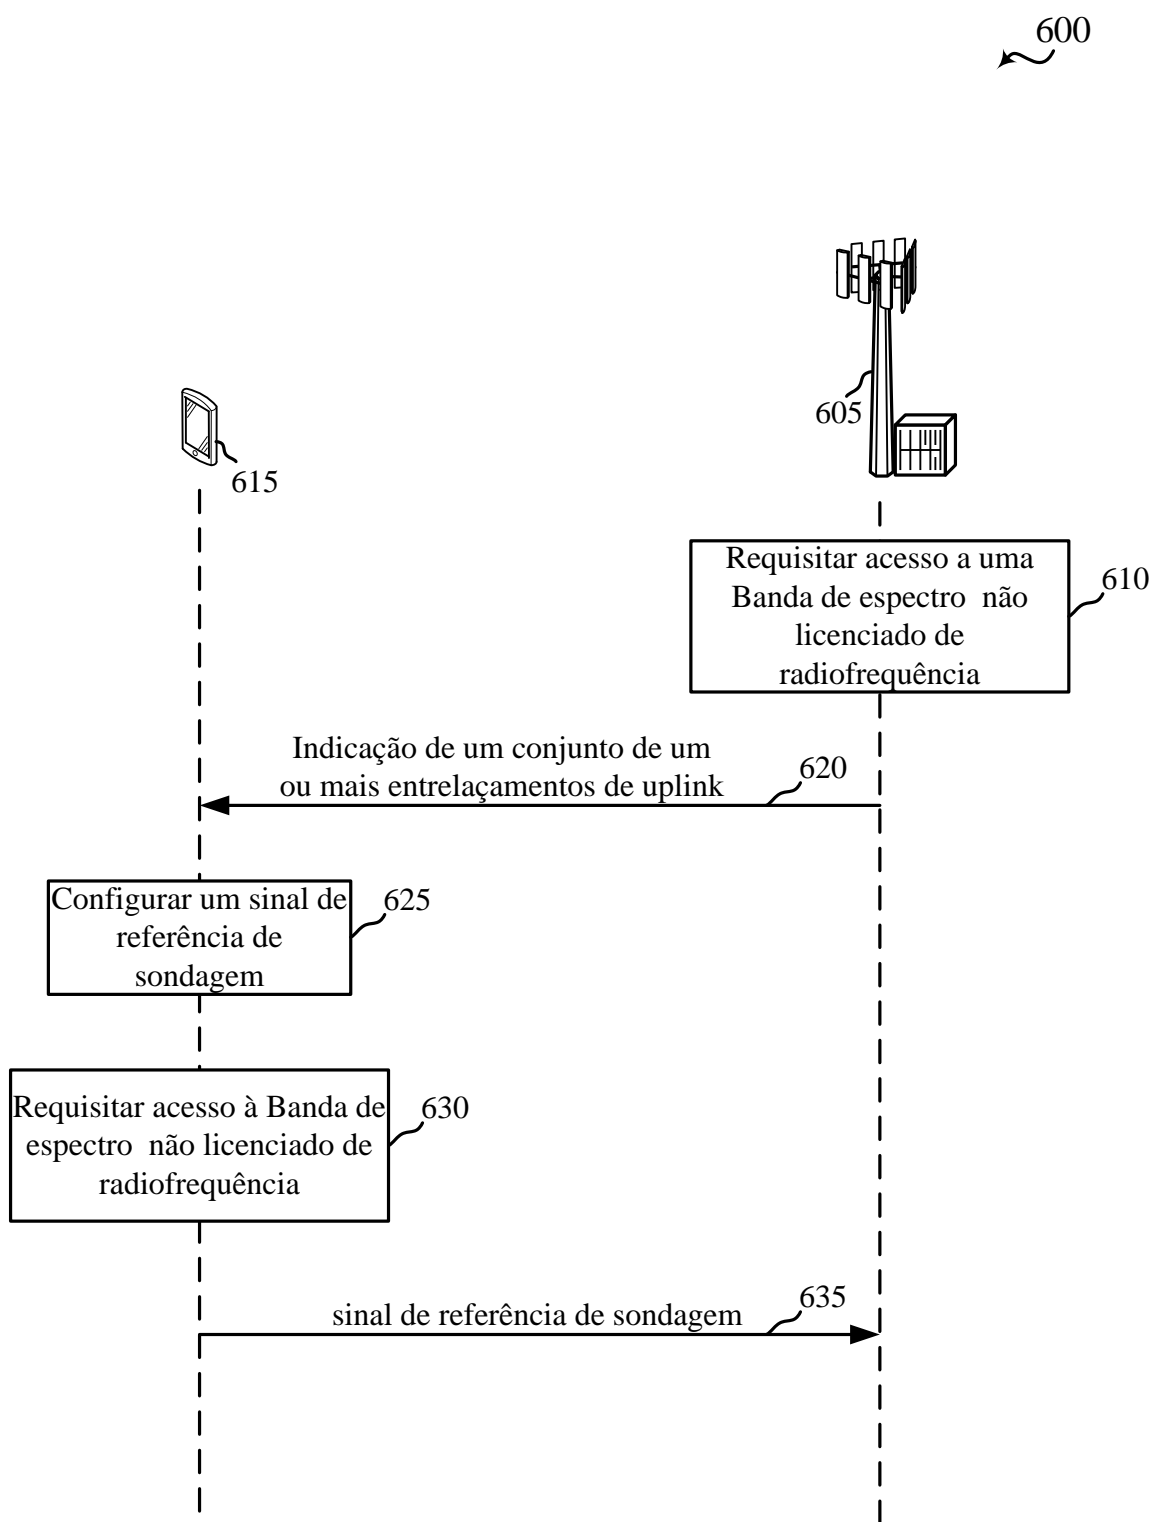 600
605
615
Requisitar acesso a uma
Banda de espectro não
licenciado de
radiofrequência
610
Indicação de um conjunto de um
ou mais entrelaçamentos de uplink
620
Configurar um sinal de
referência de
sondagem
625
Requisitar acesso à Banda de
espectro não licenciado de
radiofrequência
630
sinal de referência de sondagem
635